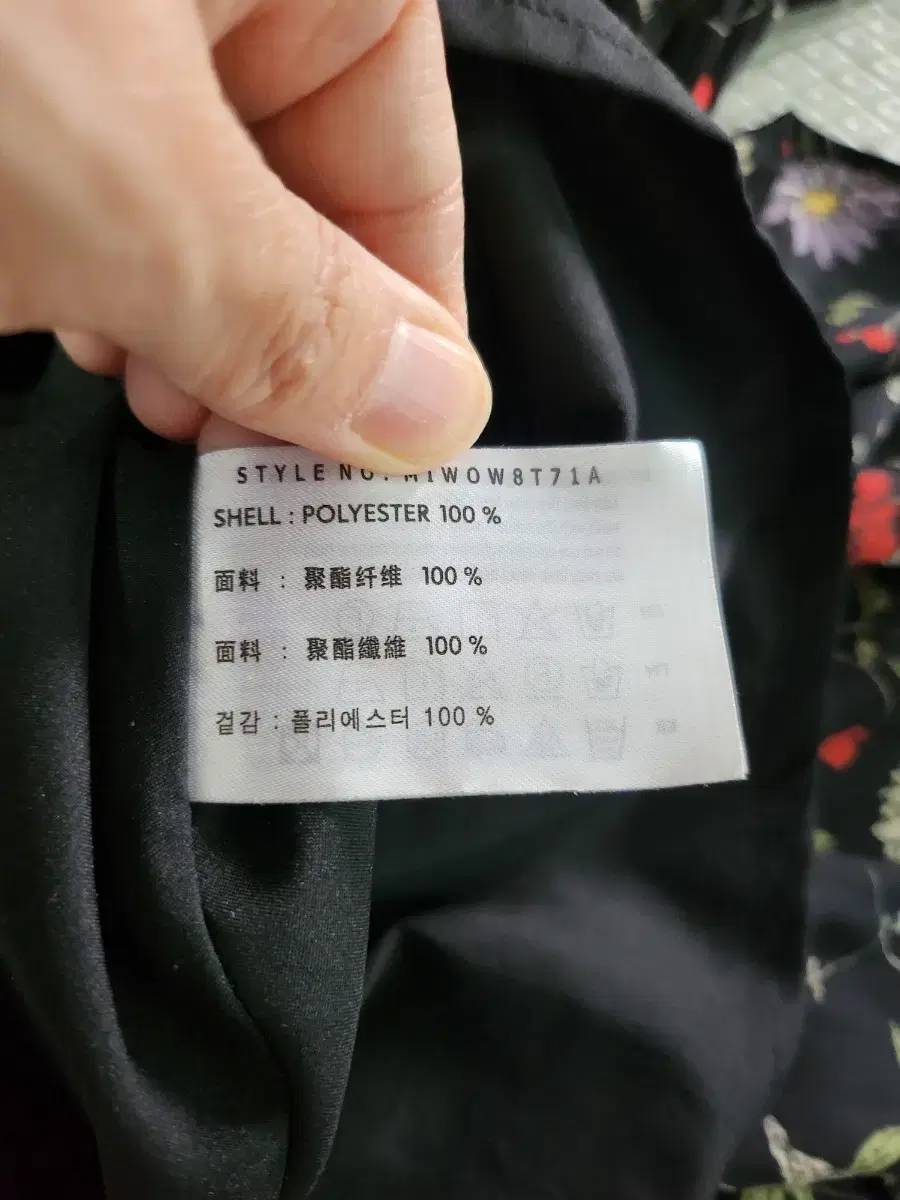 STYLE NO. M1WOW8T71A
SHELL : POLYESTER 100 %
面料 : 聚酯纤维 100 %
面料 : 聚酯纖維 100 %
겉감 : 폴리에스터 100 %